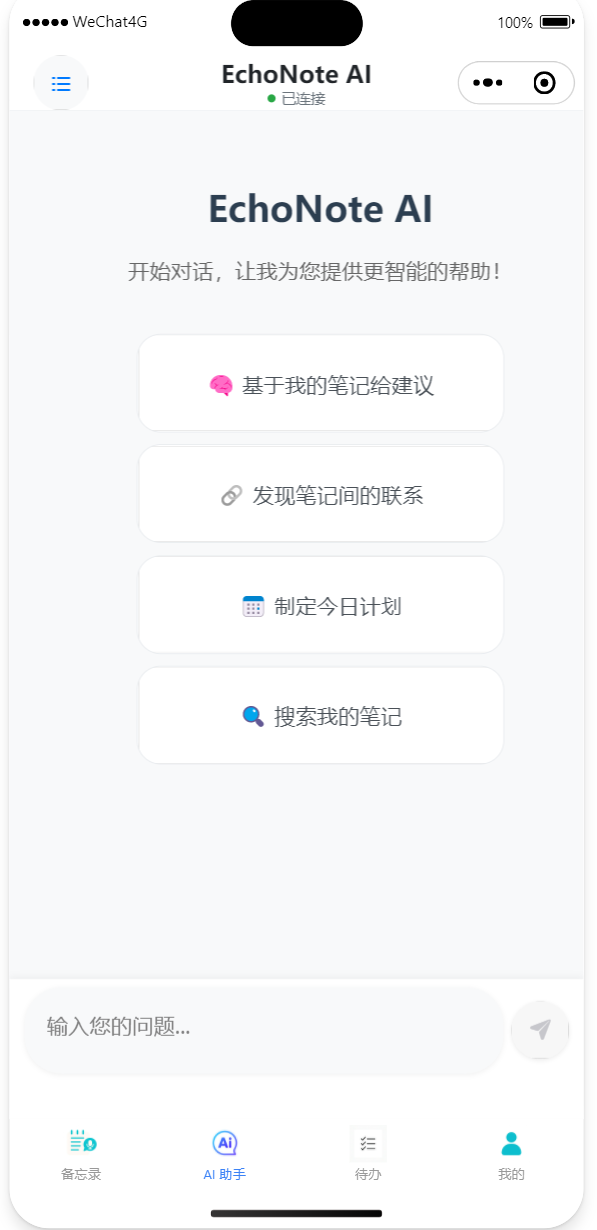 WeChat4G
100%
EchoNote AI
已连接
EchoNote AI
开始对话，让我为您提供更智能的帮助！
基于我的笔记给建议
发现笔记间的联系
制定今日计划
搜索我的笔记
输入您的问题...
Ai
备忘录
AI 助手
待办
我的